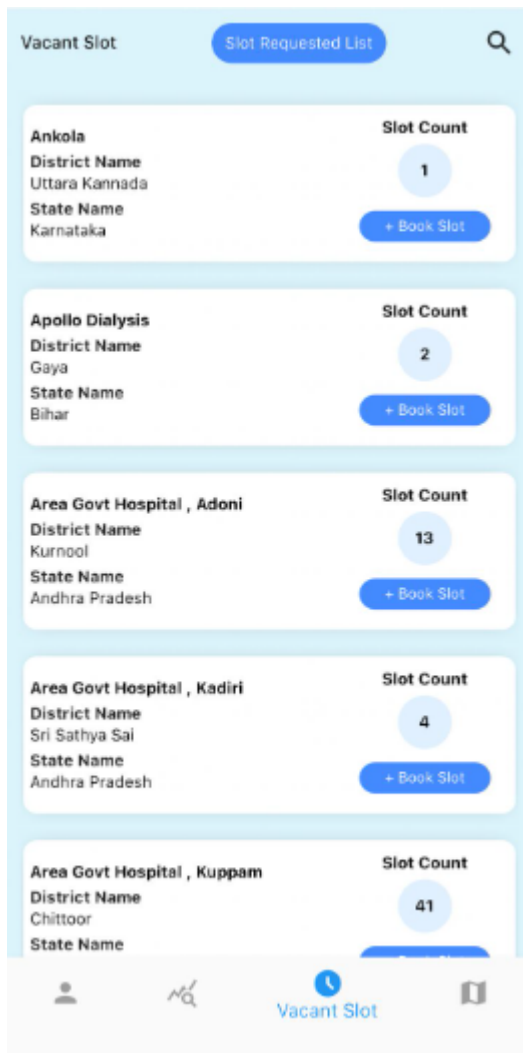 Vacant Slot
Slot Requested List
Ankola
District Name
Uttara Kannada
State Name
Karnataka
Slot Count
1
+ Book Slot
Apollo Dialysis
District Name
Gaya
State Name
Bihar
Slot Count
2
+ Book Slot
Area Govt Hospital , Adoni
District Name
Kurnool
State Name
Andhra Pradesh
Slot Count
13
+ Book Slot
Area Govt Hospital , Kadiri
District Name
Sri Sathya Sai
State Name
Andhra Pradesh
Slot Count
4
+ Book Slot
Area Govt Hospital , Kuppam
District Name
Chittoor
State Name
Slot Count
41
Vacant Slot